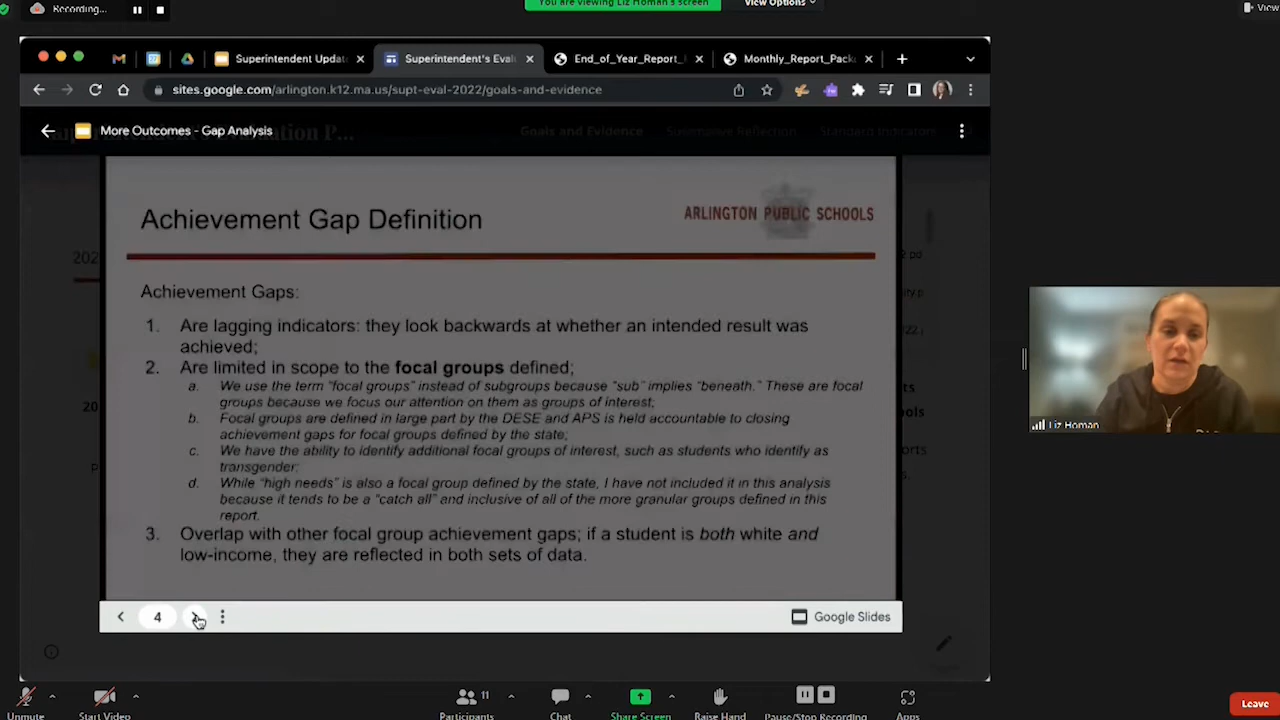 Recording...
You are viewing Liz Homan's screen
View Options
View
Superintendent Updat
Superintendent's Eval
End_of_Year_Report_
Monthly_Report_Pack
sites.google.com/arlington.k12.ma.us/supt-eval-2022/goals-and-evidence
More Outcomes - Gap Analysis
Goals and Evidence
Summative Reflection
Standard Indicators
Achievement Gap Definition
ARLINGTON PUBLIC SCHOOLS
Achievement Gaps:
1. Are lagging indicators: they look backwards at whether an intended result was
achieved;
2. Are limited in scope to the focal groups defined;
a. We use the term "focal groups" instead of subgroups because "sub" implies "beneath." These are focal
groups because we focus our attention on them as groups of interest;
b. Focal groups are defined in large part by the DESE and APS is held accountable to closing
achievement gaps for focal groups defined by the state;
c. We have the ability to identify additional focal groups of interest, such as students who identify as
transgender;
d. While "high needs" is also a focal group defined by the state, I have not included it in this analysis
because it tends to be a "catch all" and inclusive of all of the more granular groups defined in this
report.
3. Overlap with other focal group achievement gaps; if a student is both white and
low-income, they are reflected in both sets of data.
4
Google Slides
Liz Homan
Unmute
Start Video
Participants
11
Chat
Share Screen
Raise Hand
Pause/Stop Recording
Apps
Leave